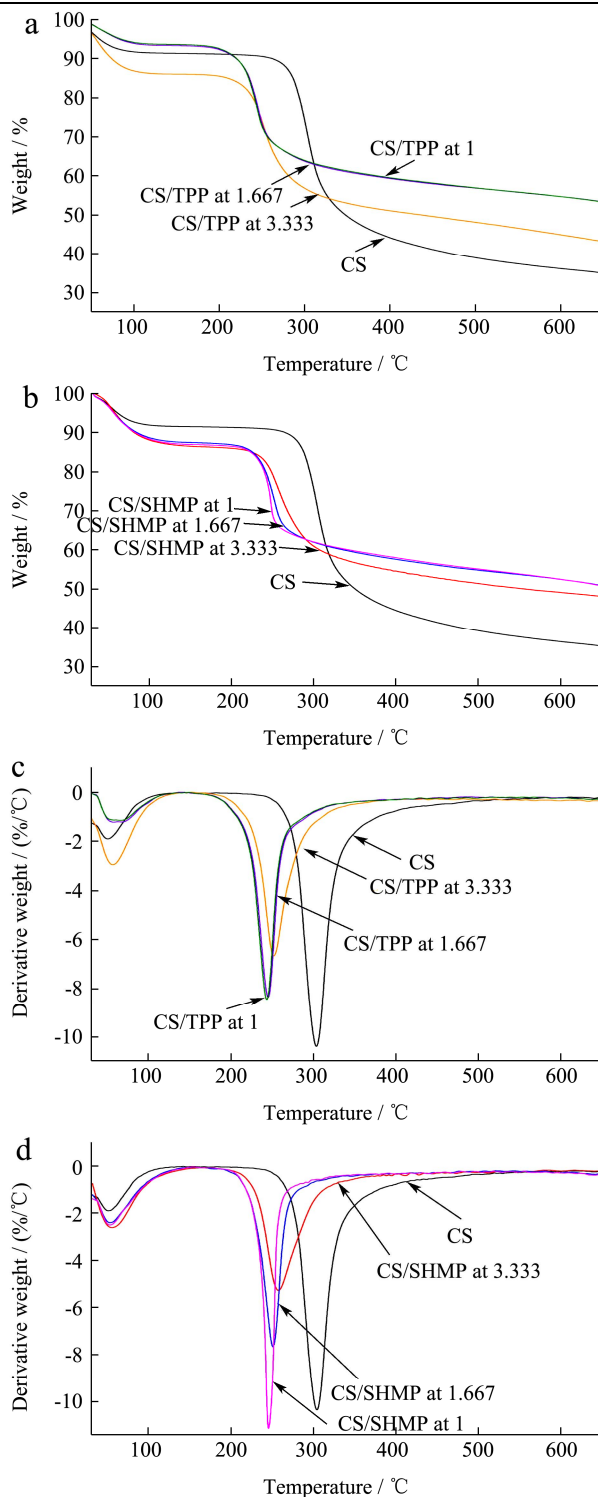 a
100
90
80
70
60
50
40
30
Weight / %
CS/TPP at 1
CS/TPP at 1.667
CS/TPP at 3.333
CS
100 200 300 400 500 600
Temperature / ℃
b
100
90
80
70
60
50
40
30
Weight / %
CS/SHMP at 1
CS/SHMP at 1.667
CS/SHMP at 3.333
CS
100 200 300 400 500 600
Temperature / ℃
c
0
-2
-4
-6
-8
-10
Derivative weight / (%/℃)
CS
CS/TPP at 3.333
CS/TPP at 1.667
CS/TPP at 1
100 200 300 400 500 600
Temperature / ℃
d
0
-2
-4
-6
-8
-10
Derivative weight / (%/℃)
CS
CS/SHMP at 3.333
CS/SHMP at 1.667
CS/SHMP at 1
100 200 300 400 500 600
Temperature / ℃